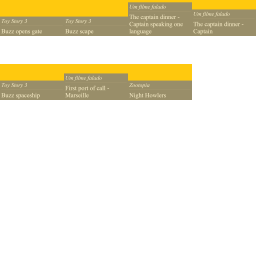 Toy Story 3
Buzz opens gate
Toy Story 3
Buzz scape
Um filme falado
The captain dinner -
Captain speaking one
language
Um filme falado
The captain dinner -
Captain
Toy Story 3
Buzz spaceship
Um filme falado
First port of call -
Marseille
Zootopia
Night Howlers